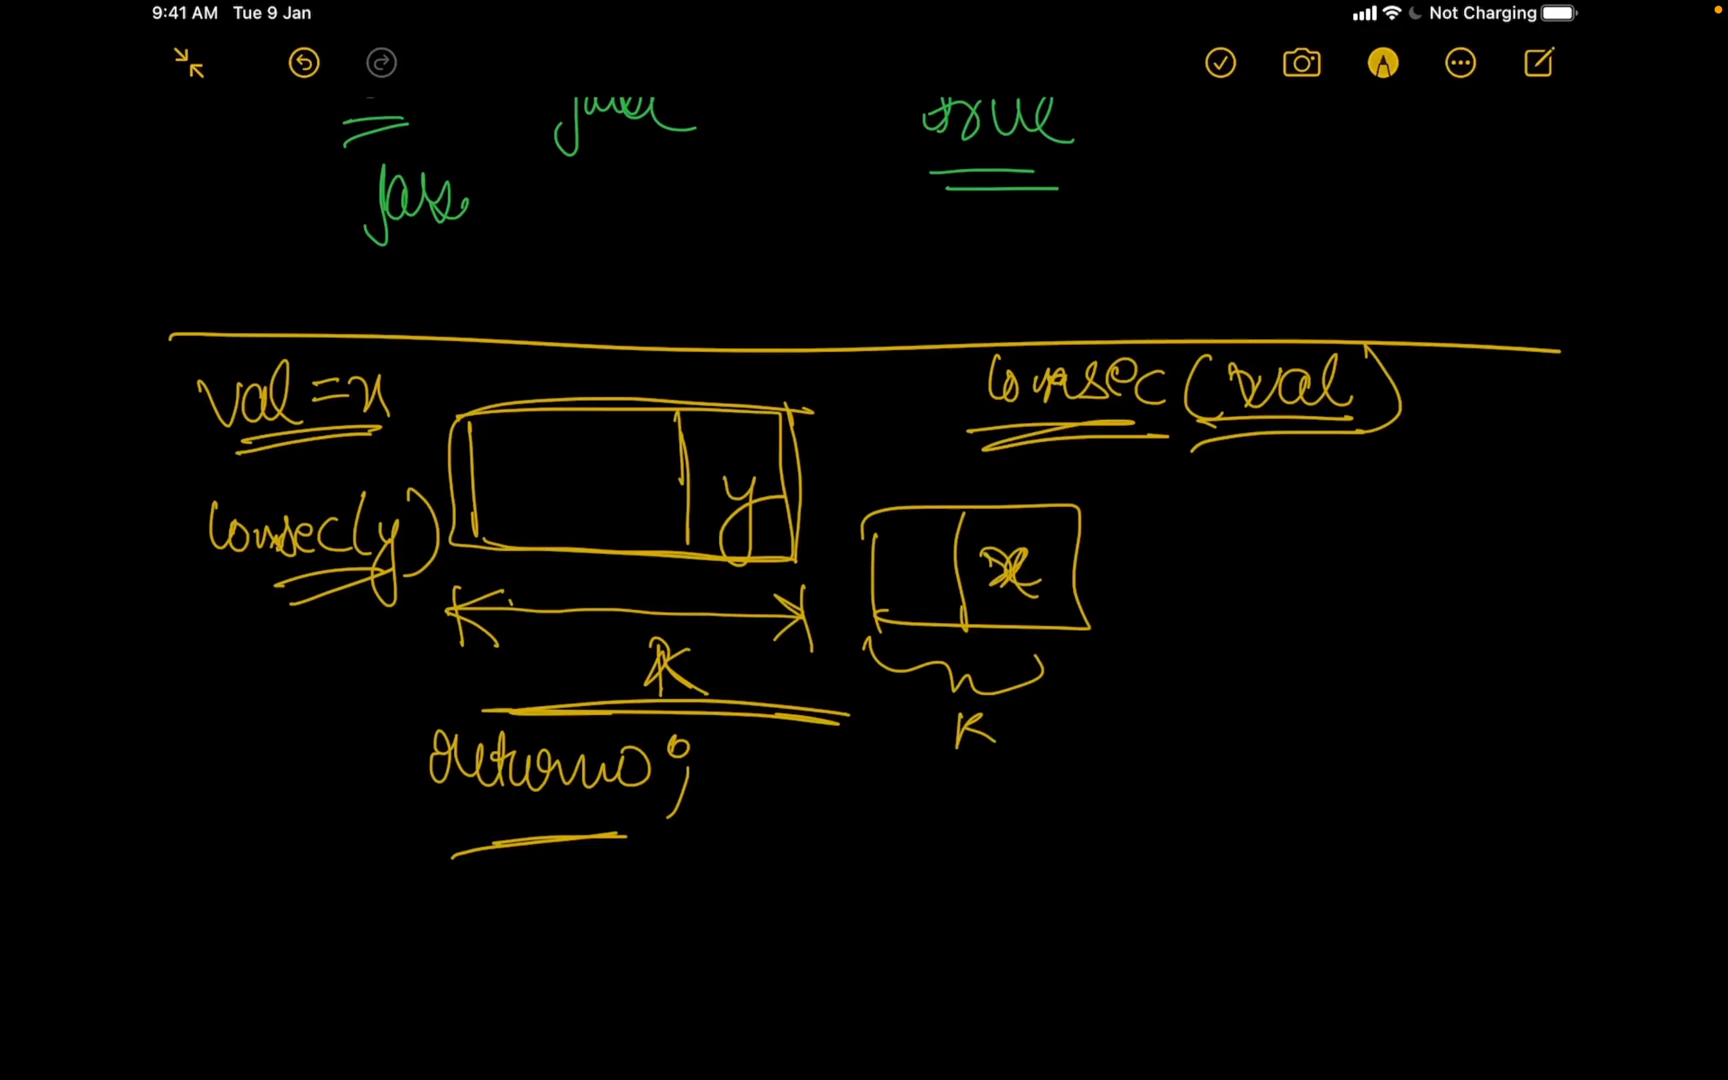 9:41 AM Tue 9 Jan Not Charging
true
false
val = x
consec(val)
y
consec(y)
x
K
K
return;